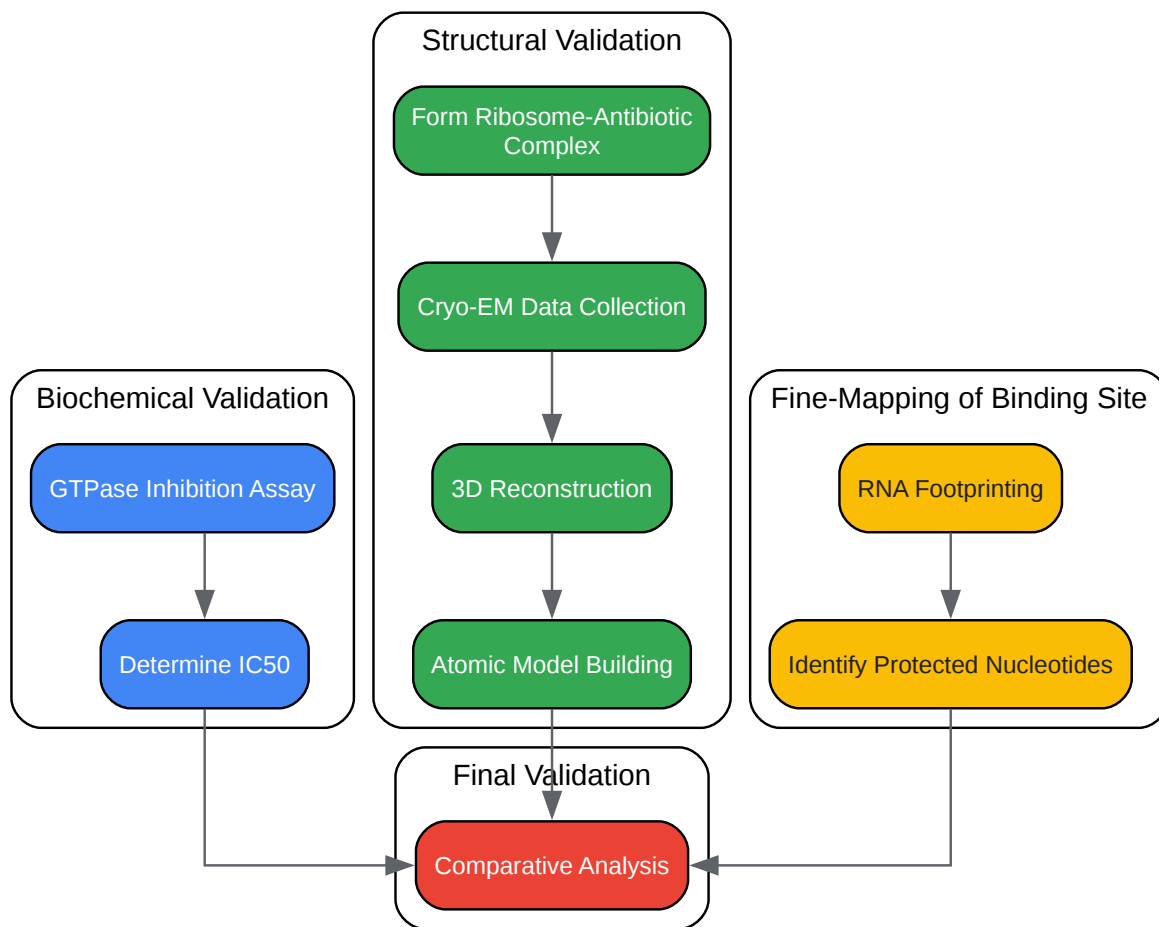 Structural Validation
Form Ribosome-Antibiotic
Complex
Cryo-EM Data Collection
3D Reconstruction
Atomic Model Building
Biochemical Validation
GTPase Inhibition Assay
Determine IC50
Fine-Mapping of Binding Site
RNA Footprinting
Identify Protected Nucleotides
Final Validation
Comparative Analysis